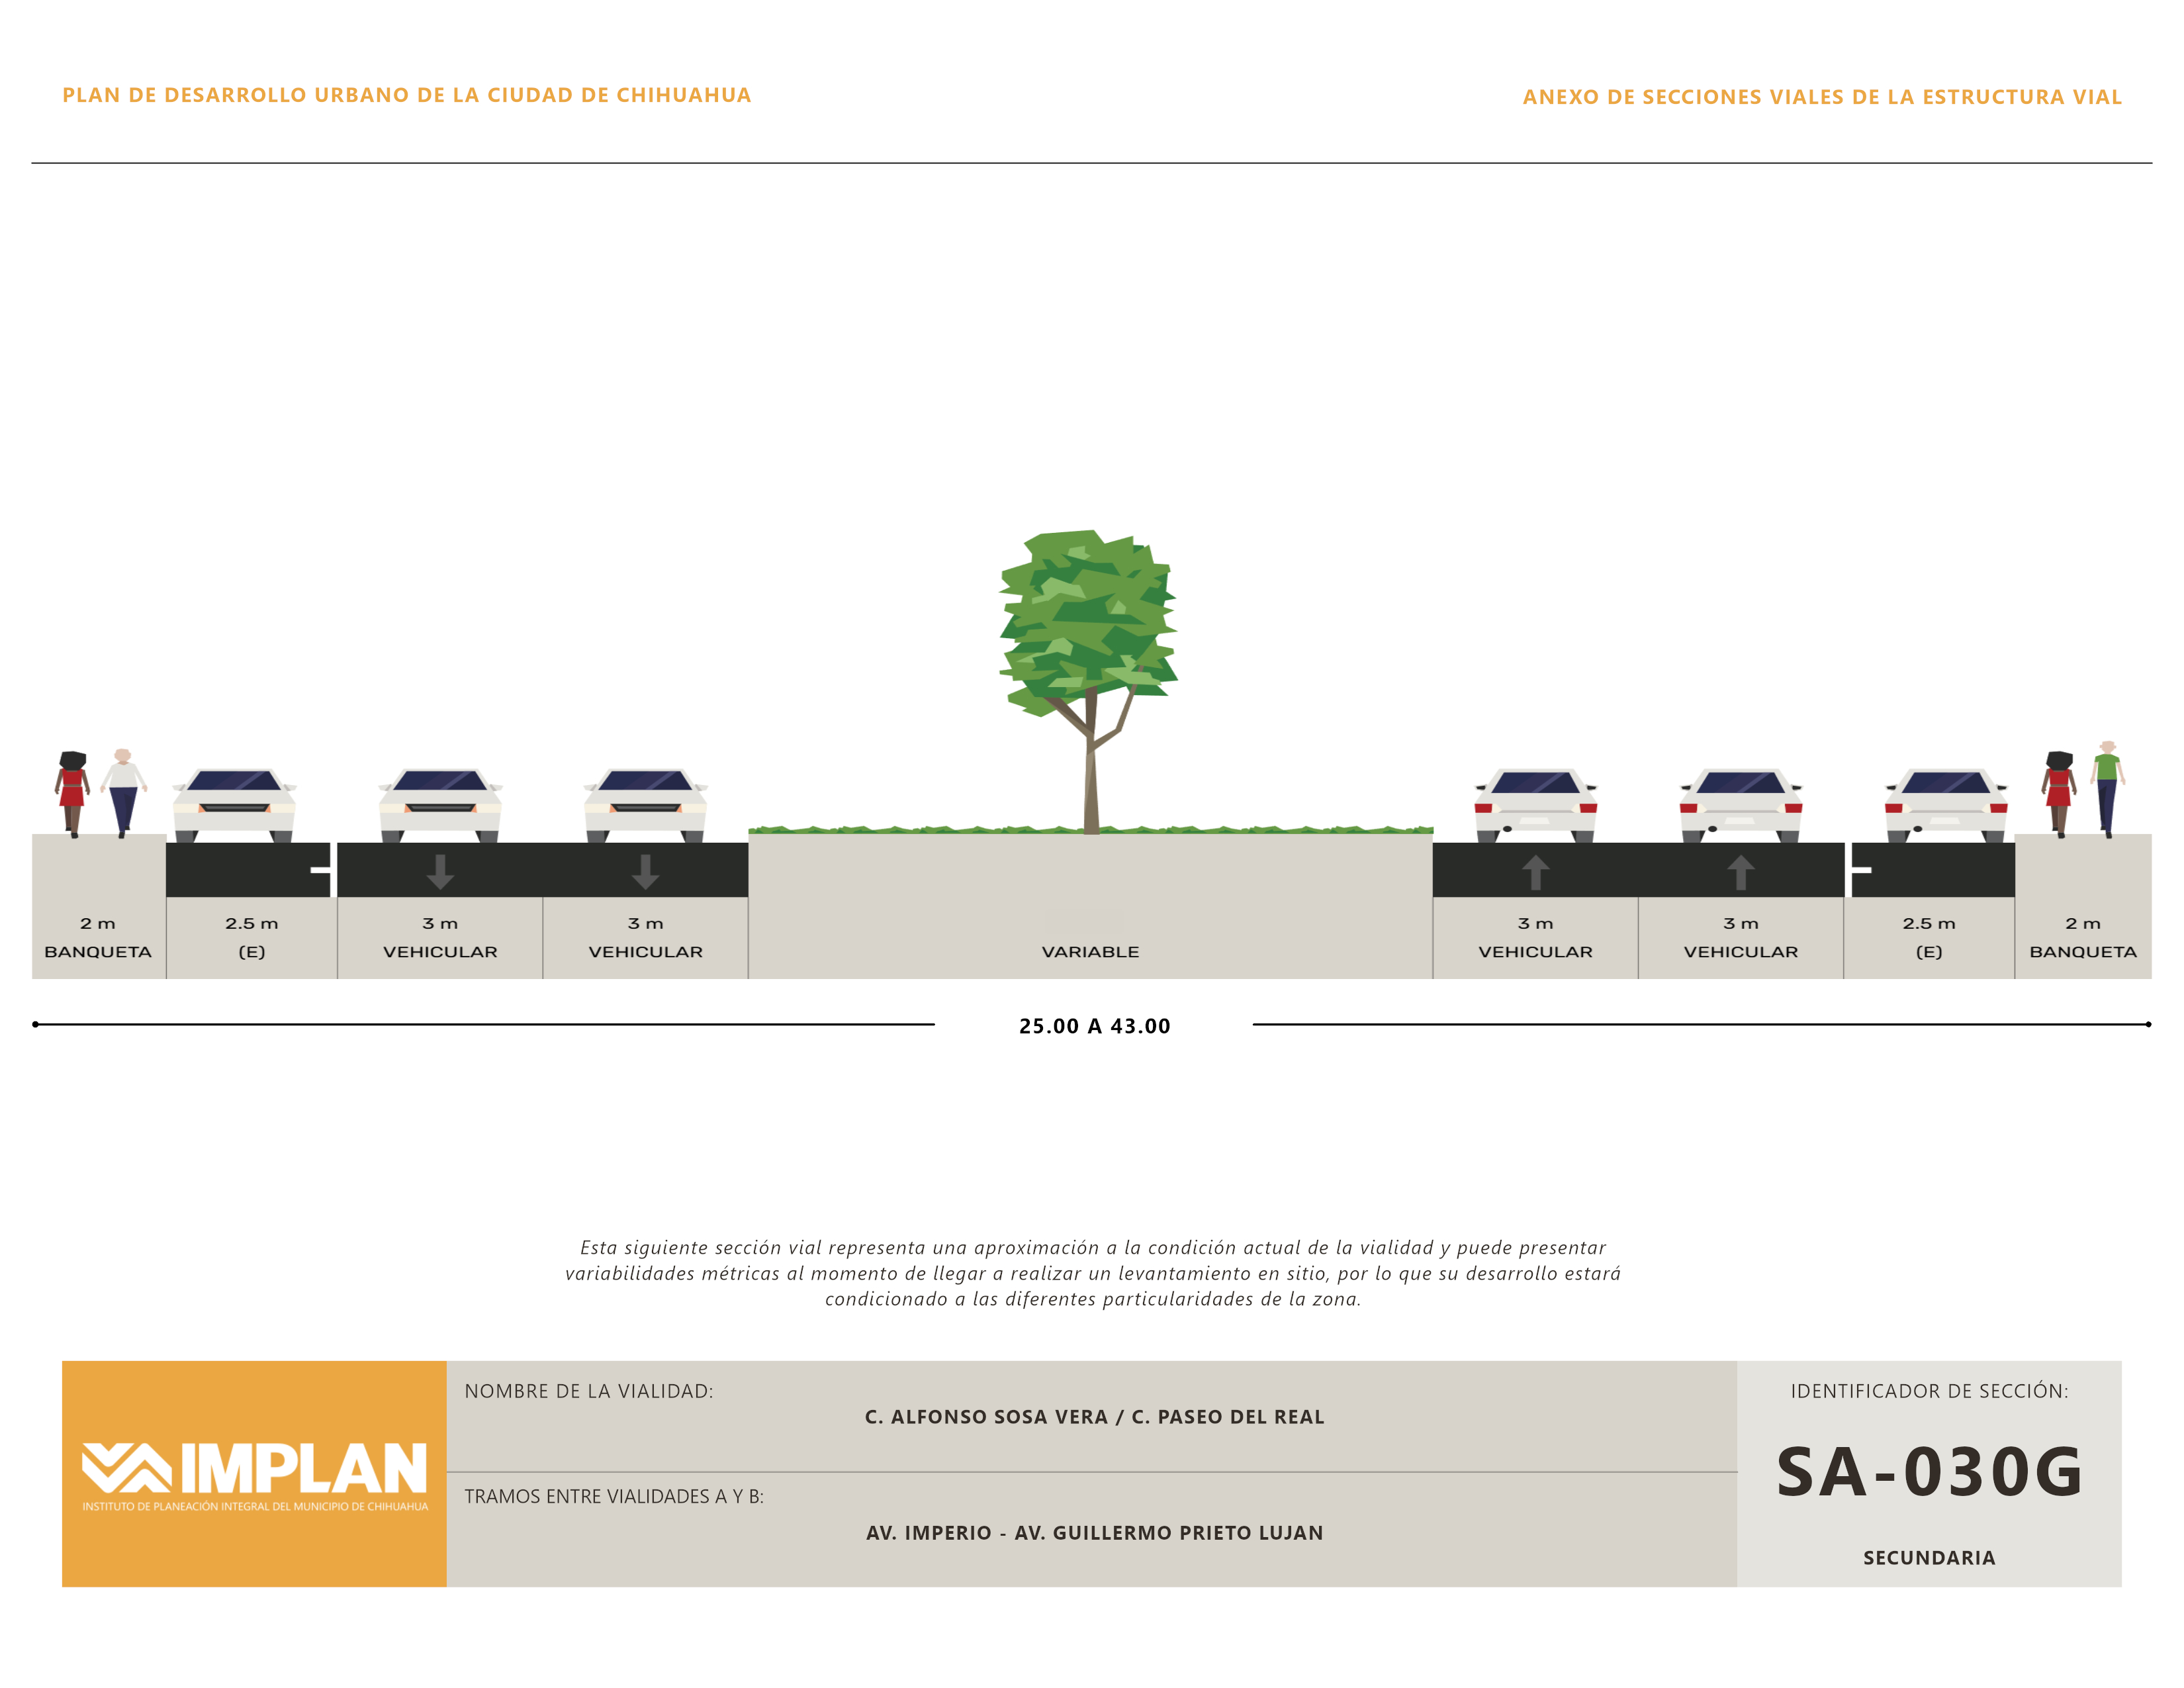 PLAN DE DESARROLLO URBANO DE LA CIUDAD DE CHIHUAHUA
ANEXO DE SECCIONES VIALES DE LA ESTRUCTURA VIAL
2 m
BANQUETA
2.5 m
(E)
3 m
VEHICULAR
3 m
VEHICULAR
VARIABLE
3 m
VEHICULAR
3 m
VEHICULAR
2.5 m
(E)
2 m
BANQUETA
25.00 A 43.00
Esta siguiente sección vial representa una aproximación a la condición actual de la vialidad y puede presentar
variabilidades métricas al momento de llegar a realizar un levantamiento en sitio, por lo que su desarrollo estará
condicionado a las diferentes particularidades de la zona.
IMPLAN
INSTITUTO DE PLANEACIÓN INTEGRAL DEL MUNICIPIO DE CHIHUAHUA
NOMBRE DE LA VIALIDAD:
C. ALFONSO SOSA VERA / C. PASEO DEL REAL
TRAMOS ENTRE VIALIDADES A Y B:
AV. IMPERIO - AV. GUILLERMO PRIETO LUJAN
IDENTIFICADOR DE SECCIÓN:
SA-030G
SECUNDARIA